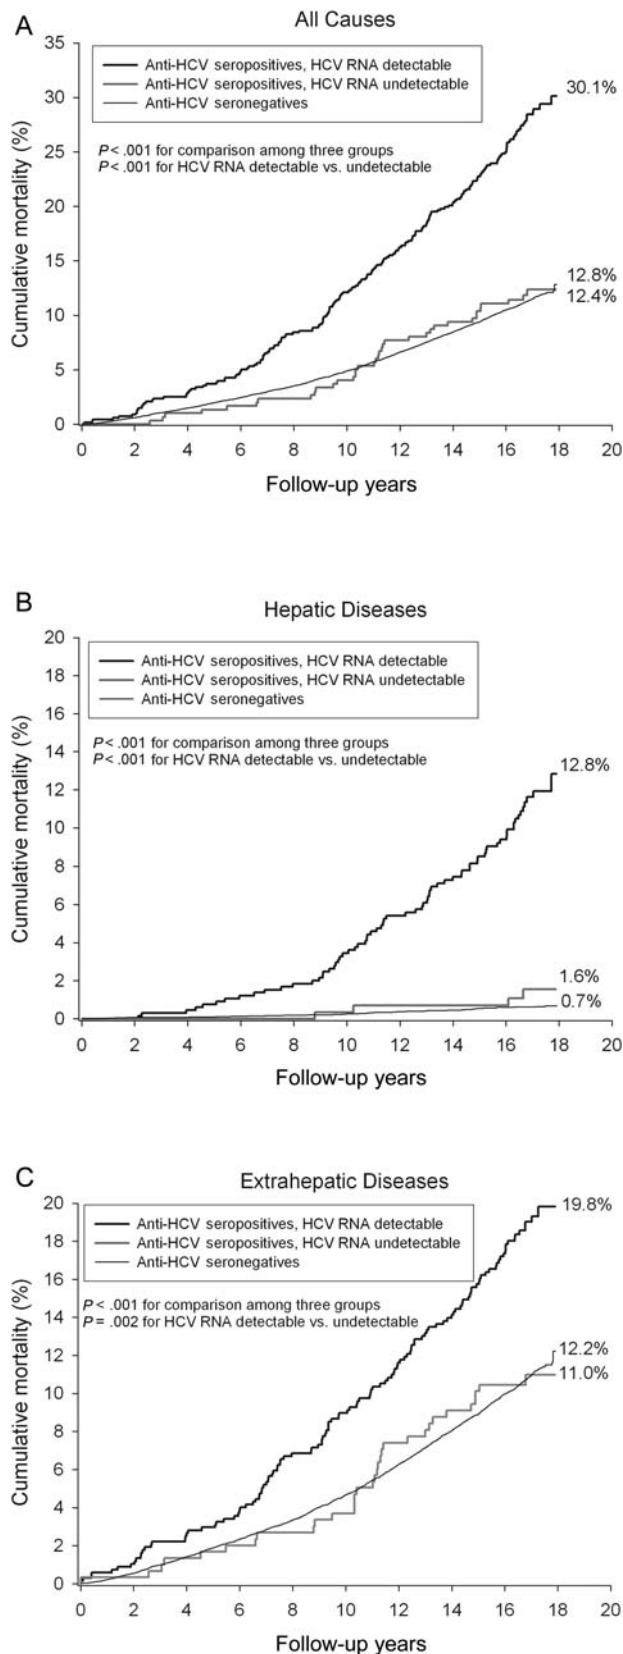 A
All Causes
35
30
25
20
15
10
5
0
Cumulative mortality (%)
Anti-HCV seropositives, HCV RNA detectable
Anti-HCV seropositives, HCV RNA undetectable
Anti-HCV seronegatives
P < .001 for comparison among three groups
P < .001 for HCV RNA detectable vs. undetectable
30.1%
12.8%
12.4%
0 2 4 6 8 10 12 14 16 18 20
Follow-up years
B
Hepatic Diseases
20
18
16
14
12
10
8
6
4
2
0
Cumulative mortality (%)
Anti-HCV seropositives, HCV RNA detectable
Anti-HCV seropositives, HCV RNA undetectable
Anti-HCV seronegatives
P < .001 for comparison among three groups
P < .001 for HCV RNA detectable vs. undetectable
12.8%
1.6%
0.7%
0 2 4 6 8 10 12 14 16 18 20
Follow-up years
C
Extrahepatic Diseases
20
18
16
14
12
10
8
6
4
2
0
Cumulative mortality (%)
Anti-HCV seropositives, HCV RNA detectable
Anti-HCV seropositives, HCV RNA undetectable
Anti-HCV seronegatives
P < .001 for comparison among three groups
P = .002 for HCV RNA detectable vs. undetectable
19.8%
12.2%
11.0%
0 2 4 6 8 10 12 14 16 18 20
Follow-up years